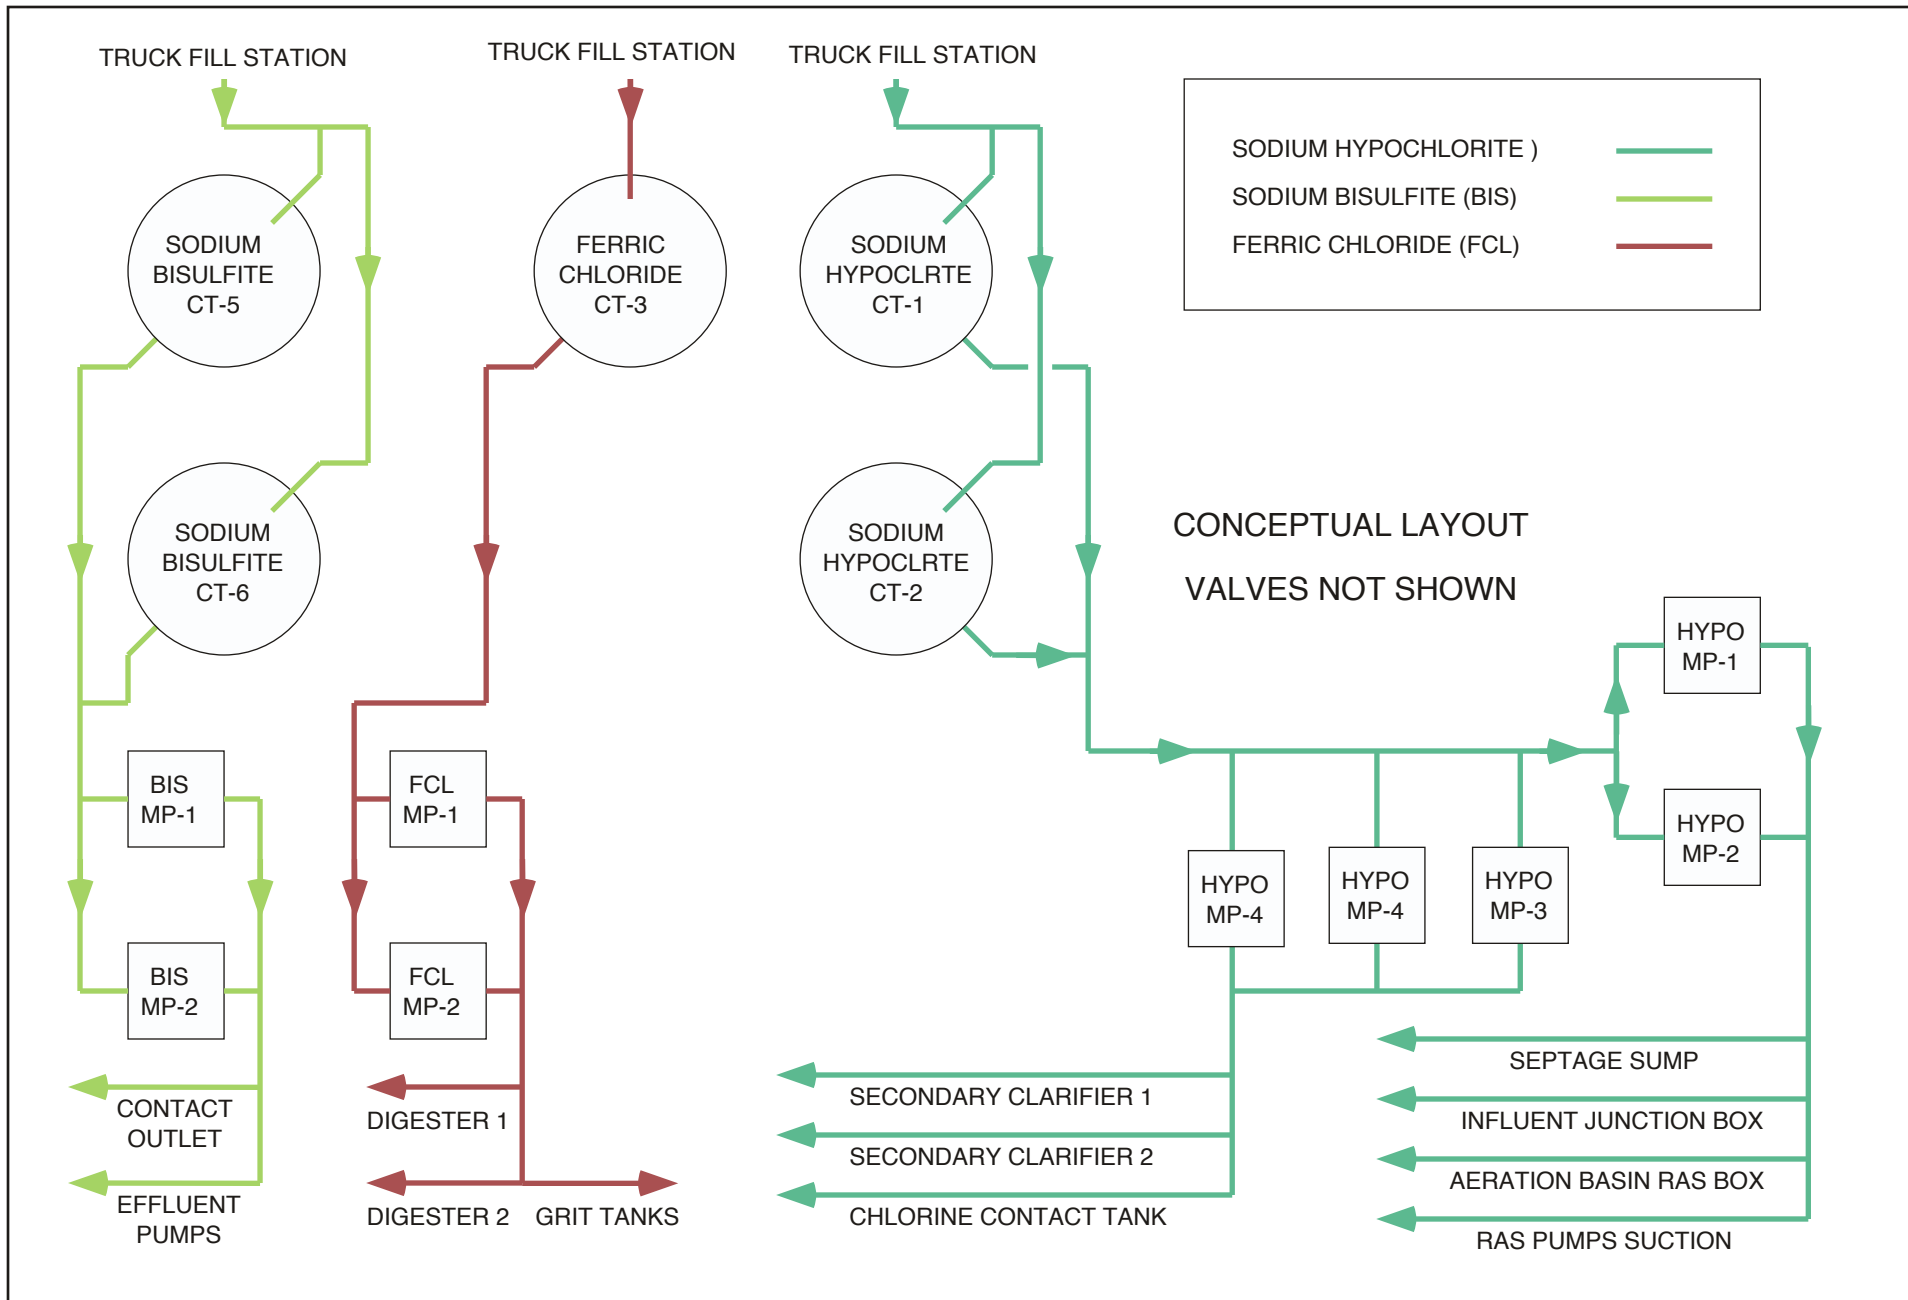 TRUCK FILL STATION
TRUCK FILL STATION
TRUCK FILL STATION
SODIUM HYPOCHLORITE )
SODIUM BISULFITE (BIS)
FERRIC CHLORIDE (FCL)
SODIUM
BISULFITE
CT-5
FERRIC
CHLORIDE
CT-3
SODIUM
HYPOCLRTE
CT-1
SODIUM
BISULFITE
CT-6
SODIUM
HYPOCLRTE
CT-2
CONCEPTUAL LAYOUT
VALVES NOT SHOWN
HYPO
MP-1
HYPO
MP-2
BIS
MP-1
FCL
MP-1
HYPO
MP-4
HYPO
MP-4
HYPO
MP-3
BIS
MP-2
FCL
MP-2
CONTACT
OUTLET
EFFLUENT
PUMPS
DIGESTER 1
DIGESTER 2
GRIT TANKS
SECONDARY CLARIFIER 1
SECONDARY CLARIFIER 2
CHLORINE CONTACT TANK
SEPTAGE SUMP
INFLUENT JUNCTION BOX
AERATION BASIN RAS BOX
RAS PUMPS SUCTION